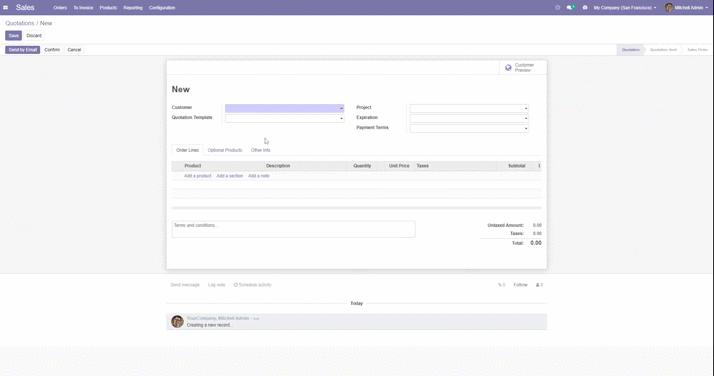 Sales Orders To Invoice Products Reporting Configuration My Company (San Francisco) Mitchell Admin
Quotations / New
Save Discard
Send by Email Confirm Cancel Quotation Quotation Sent Sales Order
Customer Preview
New
Customer Project
Quotation Template Expiration
Payment Terms
Order Lines Optional Products Other Info
Product Description Quantity Unit Price Taxes Subtotal
Add a product Add a section Add a note
Terms and conditions...
Untaxed Amount: 0.00
Taxes: 0.00
Total: 0.00
Send message Log note Schedule activity 0 Follow 0
Today
YourCompany, Mitchell Admin - now
Creating a new record...